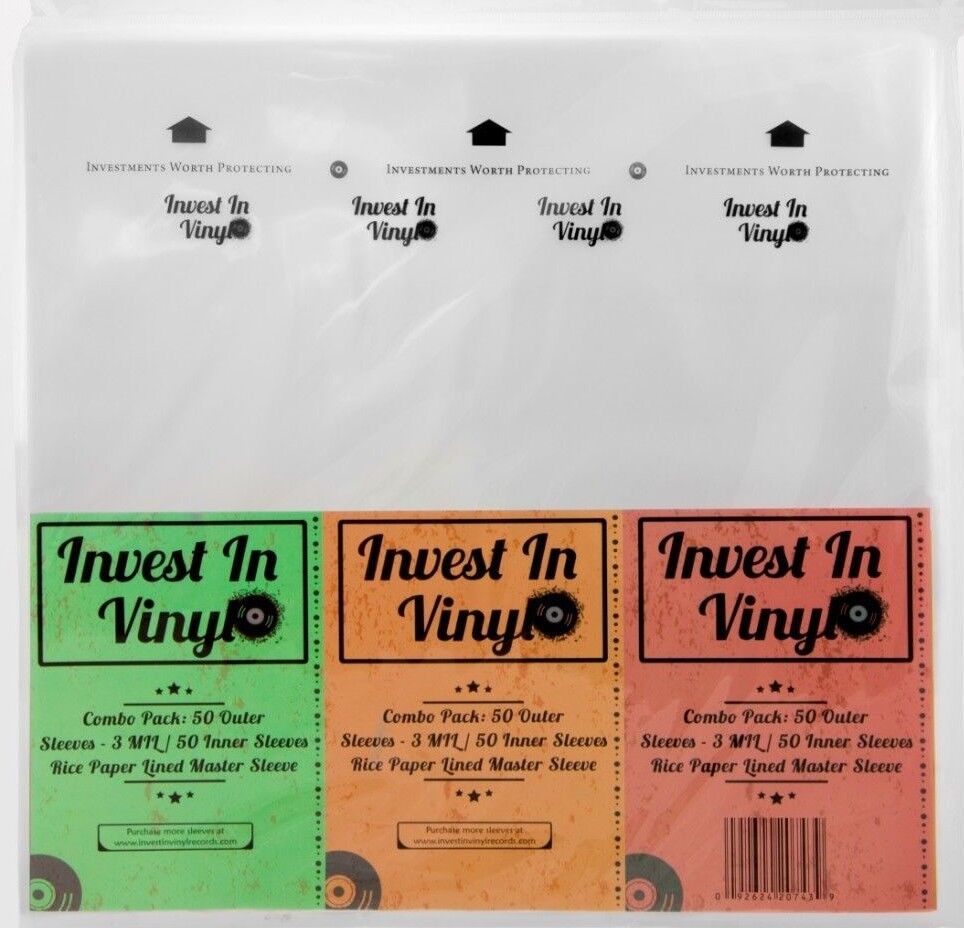 Investments Worth Protecting
Investments Worth Protecting
Investments Worth Protecting
Invest In
Vinyl
Invest In
Vinyl
Invest In
Vinyl
Invest In
Vinyl
Invest In
Vinyl
Combo Pack: 50 Outer
Sleeves - 3 MIL / 50 Inner Sleeves
Rice Paper Lined Master Sleeve
Purchase more sleeves at
www.investinvinylrecords.com
Invest In
Vinyl
Combo Pack: 50 Outer
Sleeves - 3 MIL / 50 Inner Sleeves
Rice Paper Lined Master Sleeve
Purchase more sleeves at
www.investinvinylrecords.com
Invest In
Vinyl
Combo Pack: 50 Outer
Sleeves - 3 MIL / 50 Inner Sleeves
Rice Paper Lined Master Sleeve
0 92624 20743 9